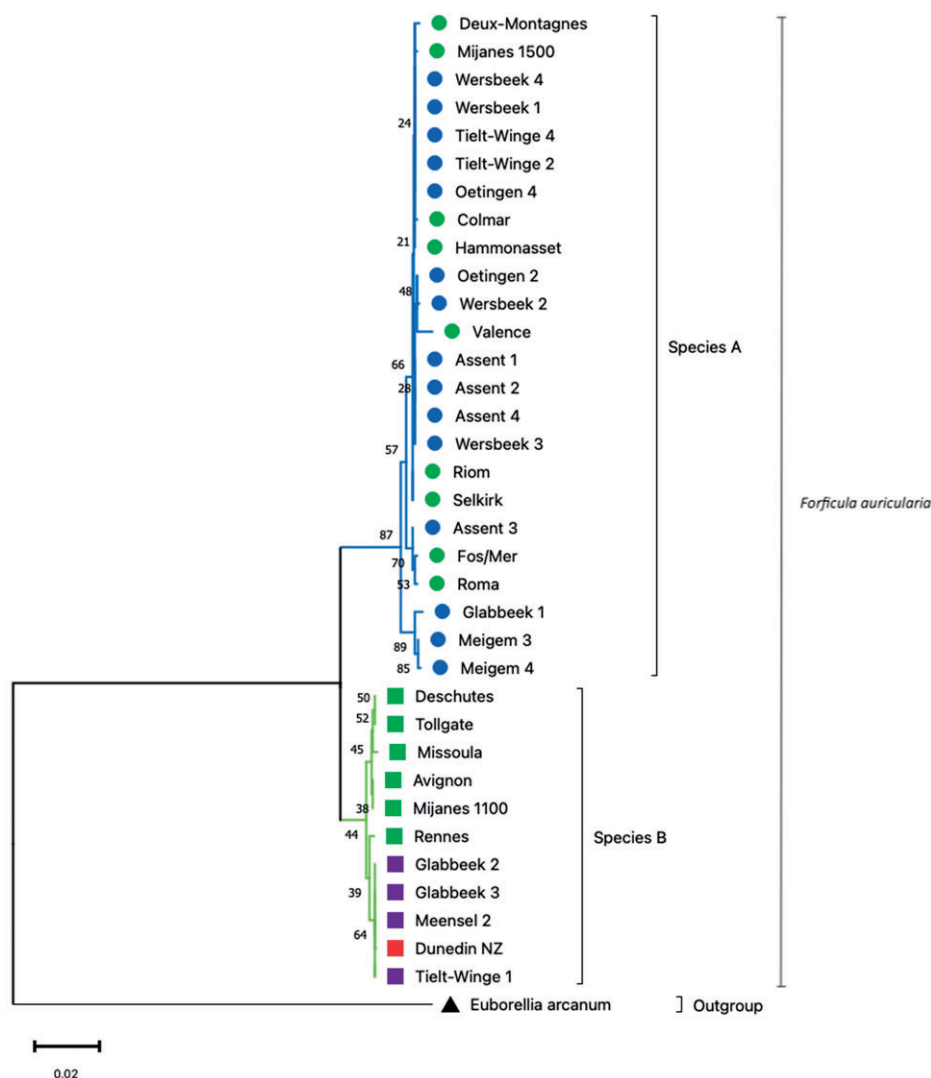 Deux-Montagnes
Mijanes 1500
Wersbeek 4
Wersbeek 1
24
Tielt-Winge 4
Tielt-Winge 2
Oetingen 4
Colmar
21
Hammonasset
Oetingen 2
48
Wersbeek 2
Valence
Species A
66
Assent 1
28
Assent 2
Assent 4
57
Wersbeek 3
Riom
Selkirk
Forficula auricularia
87
Assent 3
70
Fos/Mer
53
Roma
Glabbeek 1
89
Meigem 3
85
Meigem 4
50
Deschutes
52
Tollgate
45
Missoula
Avignon
38
Mijanes 1100
44
Rennes
Species B
Glabbeek 2
39
Glabbeek 3
Meensel 2
64
Dunedin NZ
Tielt-Winge 1
Euborellia arcanum
Outgroup
0.02